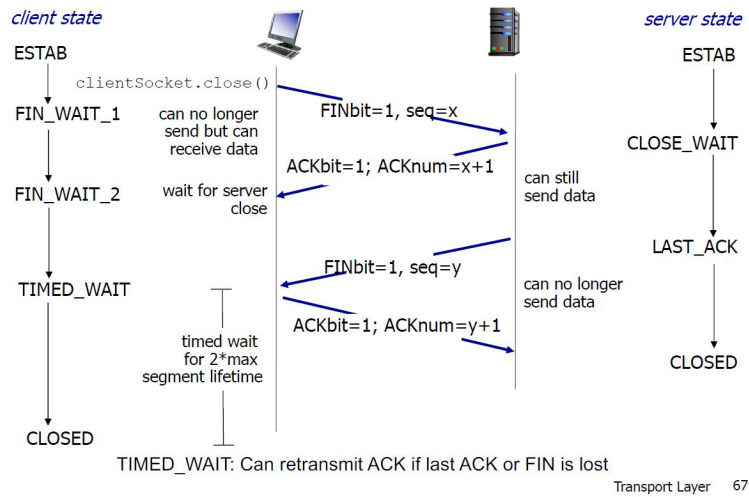 client state
server state
ESTAB
ESTAB
clientSocket.close()
FIN_WAIT_1
can no longer
send but can
receive data
FINbit=1, seq=x
CLOSE_WAIT
ACKbit=1; ACKnum=x+1
FIN_WAIT_2
wait for server
close
can still
send data
LAST_ACK
FINbit=1, seq=y
TIMED_WAIT
can no longer
send data
ACKbit=1; ACKnum=y+1
timed wait
for 2*max
segment lifetime
CLOSED
CLOSED
TIMED_WAIT: Can retransmit ACK if last ACK or FIN is lost
Transport Layer 67